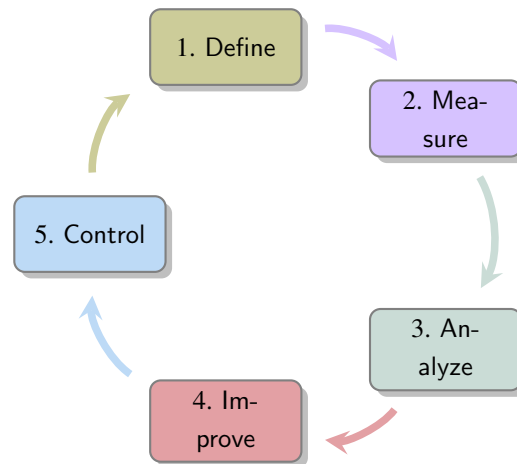 1. Define
2. Mea-
sure
3. An-
alyze
4. Im-
prove
5. Control